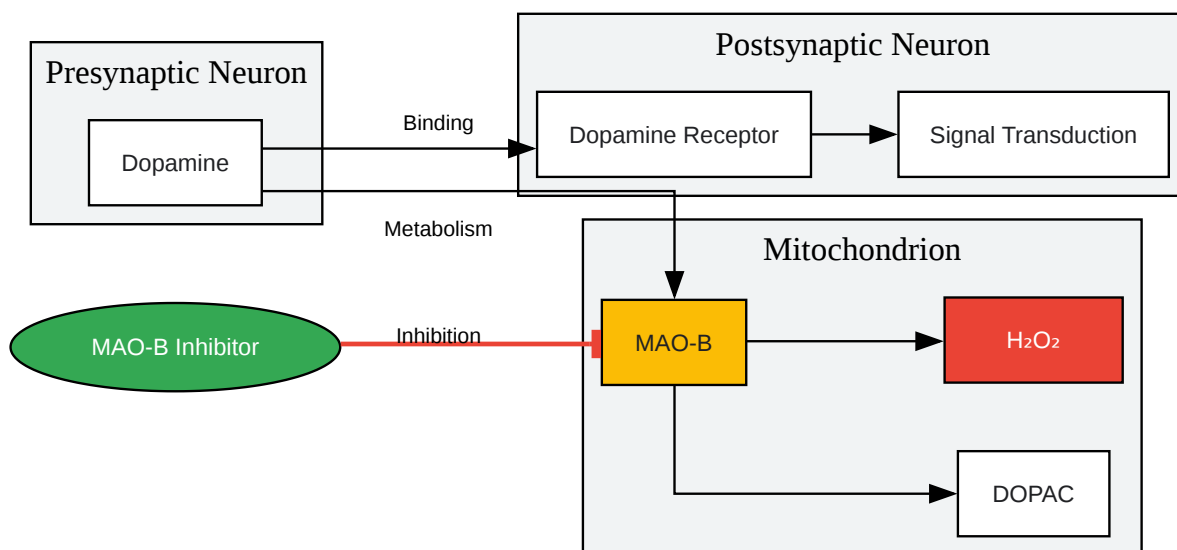 Postsynaptic Neuron
Presynaptic Neuron
Binding
Dopamine Receptor
Signal Transduction
Dopamine
Metabolism
Mitochondrion
MAO-B Inhibitor
Inhibition
MAO-B
H₂O₂
DOPAC